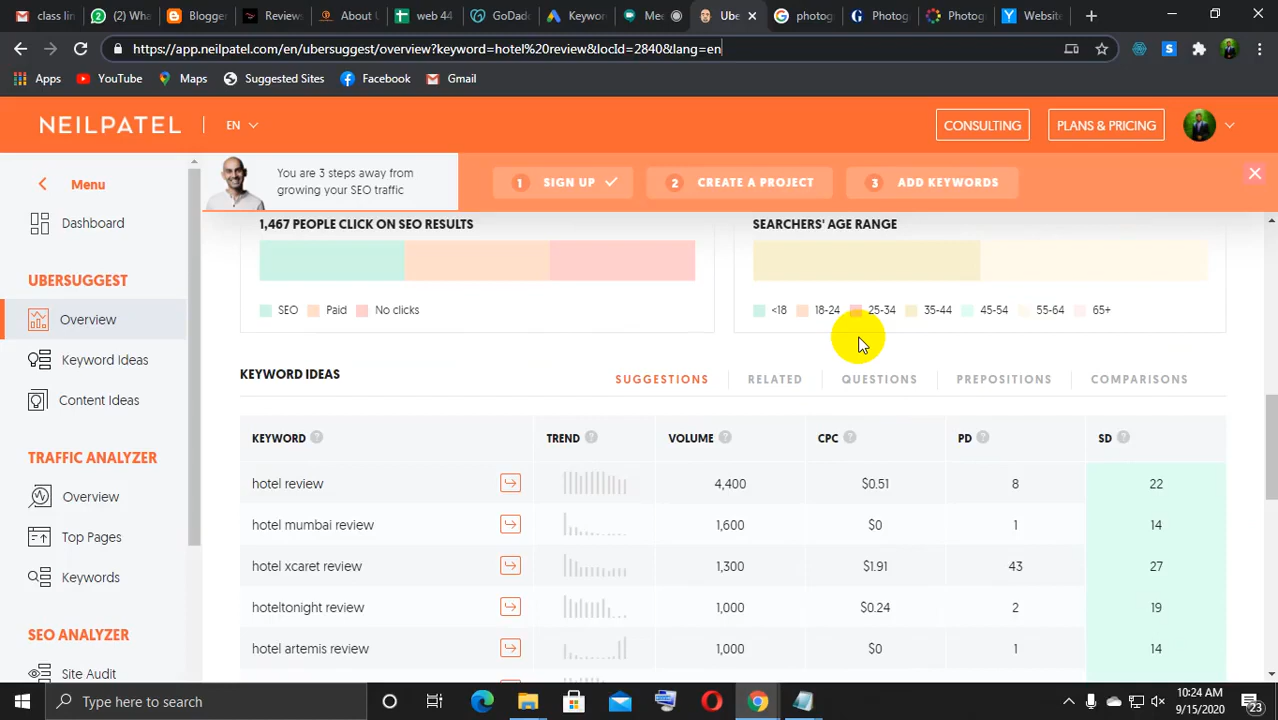 class lin
(2) Wha
Blogger
Reviews
About U
web 44
GoDadd
Keywor
Mee
Ube
photog
Photog
Photog
Website
https://app.neilpatel.com/en/ubersuggest/overview?keyword=hotel%20review&locId=2840&lang=en
Apps
YouTube
Maps
Suggested Sites
Facebook
Gmail
NEILPATEL
EN
CONSULTING
PLANS & PRICING
Menu
You are 3 steps away from
growing your SEO traffic
1 SIGN UP
2 CREATE A PROJECT
3 ADD KEYWORDS
Dashboard
UBERSUGGEST
Overview
Keyword Ideas
Content Ideas
TRAFFIC ANALYZER
Overview
Top Pages
Keywords
SEO ANALYZER
Site Audit
1,467 PEOPLE CLICK ON SEO RESULTS
SEO Paid No clicks
SEARCHERS' AGE RANGE
<18 18-24 25-34 35-44 45-54 55-64 65+
KEYWORD IDEAS
SUGGESTIONS RELATED QUESTIONS PREPOSITIONS COMPARISONS
KEYWORD ? TREND ? VOLUME ? CPC ? PD ? SD ?
hotel review 4,400 $0.51 8 22
hotel mumbai review 1,600 $0 1 14
hotel xcaret review 1,300 $1.91 43 27
hoteltonight review 1,000 $0.24 2 19
hotel artemis review 1,000 $0 1 14
Type here to search
10:24 AM
9/15/2020
23